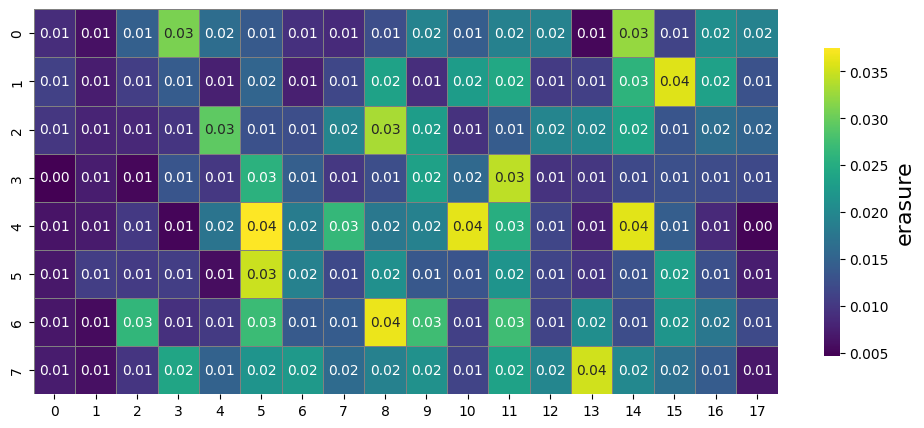 0 0.01 0.01 0.01 0.03 0.02 0.01 0.01 0.01 0.01 0.02 0.01 0.02 0.02 0.01 0.03 0.01 0.02 0.02
1 0.01 0.01 0.01 0.01 0.01 0.02 0.01 0.01 0.02 0.01 0.02 0.02 0.01 0.01 0.03 0.04 0.02 0.01
2 0.01 0.01 0.01 0.01 0.03 0.01 0.01 0.02 0.03 0.02 0.01 0.01 0.02 0.02 0.02 0.01 0.02 0.02
3 0.00 0.01 0.01 0.01 0.01 0.03 0.01 0.01 0.01 0.02 0.02 0.03 0.01 0.01 0.01 0.01 0.01 0.01
4 0.01 0.01 0.01 0.01 0.02 0.04 0.02 0.03 0.02 0.02 0.04 0.03 0.01 0.01 0.04 0.01 0.01 0.00
5 0.01 0.01 0.01 0.01 0.01 0.03 0.02 0.01 0.02 0.01 0.01 0.02 0.01 0.01 0.01 0.02 0.01 0.01
6 0.01 0.01 0.03 0.01 0.01 0.03 0.01 0.01 0.04 0.03 0.01 0.03 0.01 0.02 0.01 0.02 0.02 0.01
7 0.01 0.01 0.01 0.02 0.01 0.02 0.02 0.02 0.02 0.02 0.01 0.02 0.02 0.04 0.02 0.02 0.01 0.01
0 1 2 3 4 5 6 7 8 9 10 11 12 13 14 15 16 17
0.035
0.030
0.025
0.020
0.015
0.010
0.005
erasure